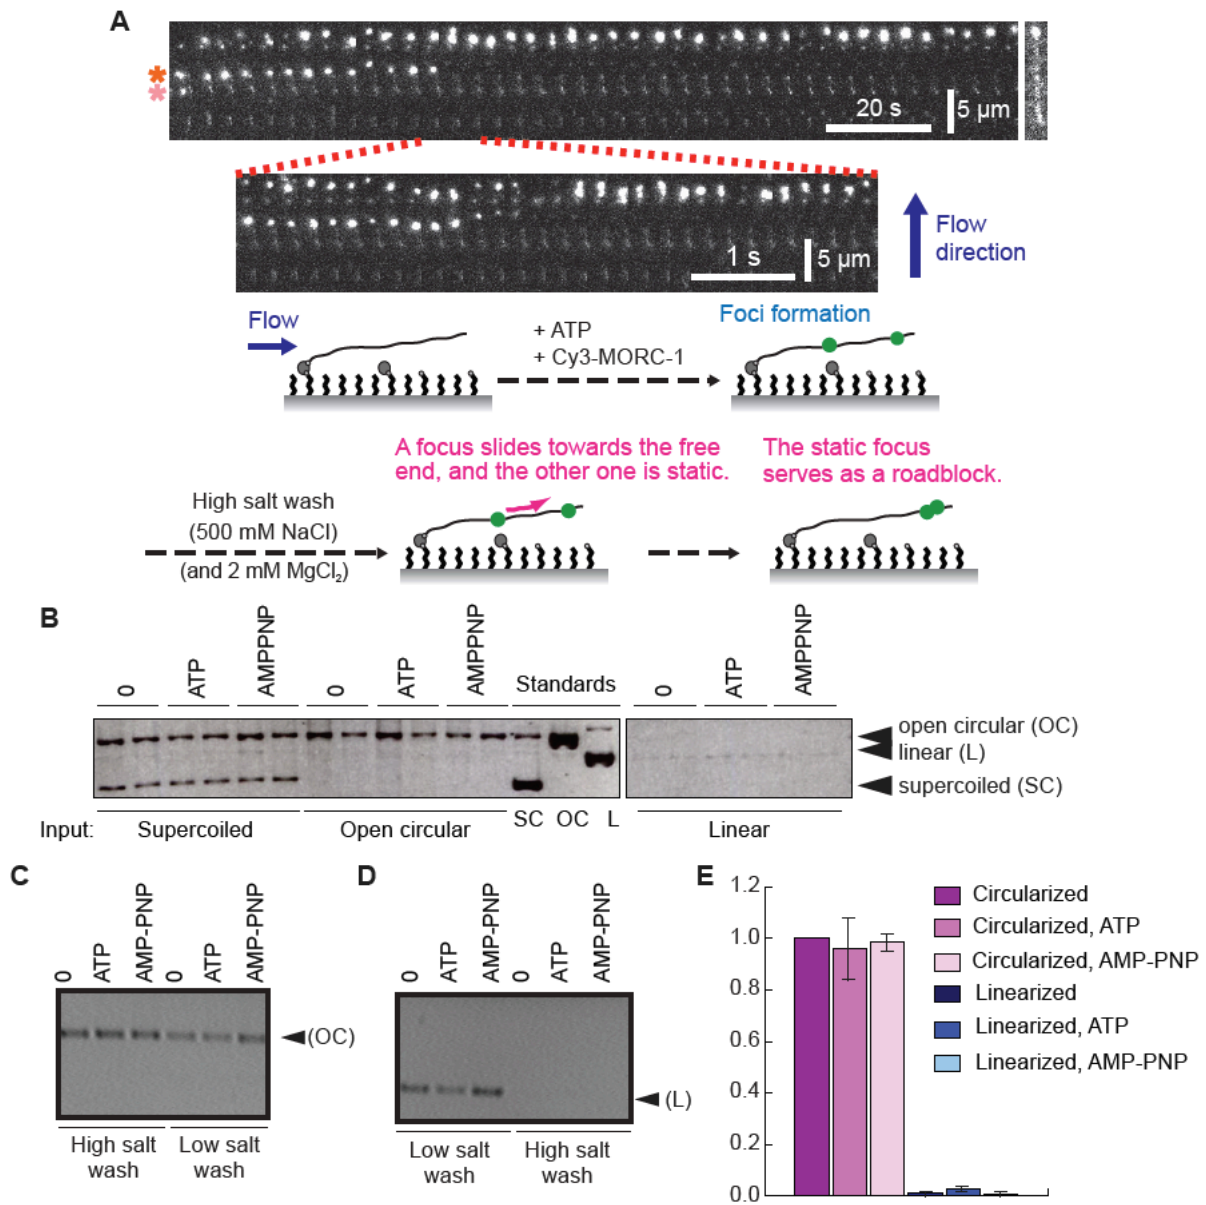 A
*
*
20 s
5 µm
1 s
5 µm
Flow
direction
Flow
+ ATP
+ Cy3-MORC-1
Foci formation
High salt wash
(500 mM NaCl)
(and 2 mM MgCl₂)
A focus slides towards the free
end, and the other one is static.
The static focus
serves as a roadblock.
B
0
ATP
AMPPNP
0
ATP
AMPPNP
Standards
0
ATP
AMPPNP
open circular (OC)
linear (L)
supercoiled (SC)
Input:
Supercoiled
Open circular
SC OC L
Linear
C
0
ATP
AMP-PNP
0
ATP
AMP-PNP
(OC)
High salt
wash
Low salt
wash
D
0
ATP
AMP-PNP
0
ATP
AMP-PNP
(L)
Low salt
wash
High salt
wash
E
1.2
1.0
0.8
0.6
0.4
0.2
0.0
Circularized
Circularized, ATP
Circularized, AMP-PNP
Linearized
Linearized, ATP
Linearized, AMP-PNP